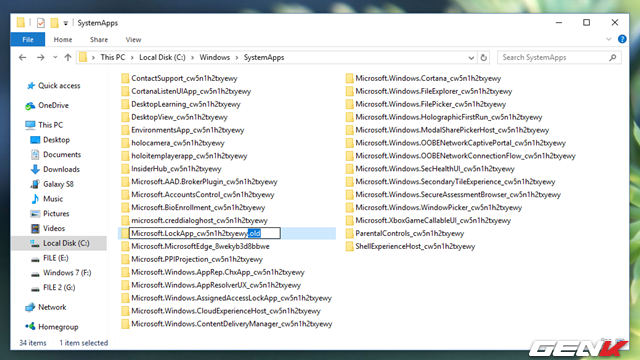 SystemApps
File
Home
Share
View
This PC
Local Disk (C:)
Windows
SystemApps
Search SystemApps
Quick access
OneDrive
This PC
Desktop
Documents
Downloads
Galaxy S8
Music
Pictures
Videos
Local Disk (C:)
FILE (E:)
Windows 7 (F:)
FILE 2 (G:)
Network
Homegroup
ContactSupport_cw5n1h2txyewy
CortanaListenUIApp_cw5n1h2txyewy
DesktopLearning_cw5n1h2txyewy
DesktopView_cw5n1h2txyewy
EnvironmentsApp_cw5n1h2txyewy
holocamera_cw5n1h2txyewy
holoitemplayerapp_cw5n1h2txyewy
InsiderHub_cw5n1h2txyewy
Microsoft.AAD.BrokerPlugin_cw5n1h2txyewy
Microsoft.AccountsControl_cw5n1h2txyewy
Microsoft.BioEnrollment_cw5n1h2txyewy
microsoft.creddialoghost_cw5n1h2txyewy
Microsoft.LockApp_cw5n1h2txyewy.old
Microsoft.MicrosoftEdge_8wekyb3d8bbwe
Microsoft.PPIProjection_cw5n1h2txyewy
Microsoft.Windows.AppRep.ChxApp_cw5n1h2txyewy
Microsoft.Windows.AppResolverUX_cw5n1h2txyewy
Microsoft.Windows.AssignedAccessLockApp_cw5n1h2txyewy
Microsoft.Windows.CloudExperienceHost_cw5n1h2txyewy
Microsoft.Windows.ContentDeliveryManager_cw5n1h2txyewy
Microsoft.Windows.Cortana_cw5n1h2txyewy
Microsoft.Windows.FileExplorer_cw5n1h2txyewy
Microsoft.Windows.FilePicker_cw5n1h2txyewy
Microsoft.Windows.HolographicFirstRun_cw5n1h2txyewy
Microsoft.Windows.ModalSharePickerHost_cw5n1h2txyewy
Microsoft.Windows.OOBENetworkCaptivePortal_cw5n1h2txyewy
Microsoft.Windows.OOBENetworkConnectionFlow_cw5n1h2txyewy
Microsoft.Windows.SecHealthUI_cw5n1h2txyewy
Microsoft.Windows.SecondaryTileExperience_cw5n1h2txyewy
Microsoft.Windows.SecureAssessmentBrowser_cw5n1h2txyewy
Microsoft.Windows.WindowPicker_cw5n1h2txyewy
Microsoft.XboxGameCallableUI_cw5n1h2txyewy
ParentalControls_cw5n1h2txyewy
ShellExperienceHost_cw5n1h2txyewy
34 items
1 item selected
GENK